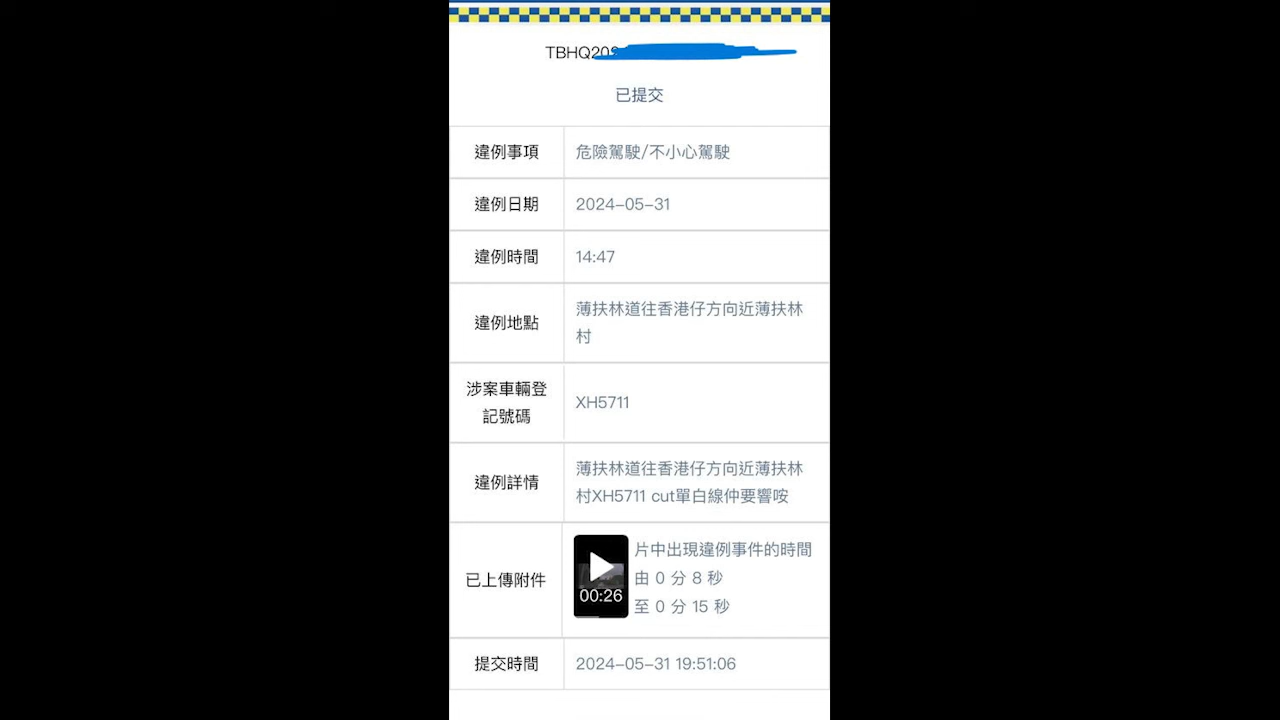 TBHQ202
已提交
違例事項
危險駕駛/不小心駕駛
違例日期
2024-05-31
違例時間
14:47
違例地點
薄扶林道往香港仔方向近薄扶林
村
涉案車輛登
記號碼
XH5711
違例詳情
薄扶林道往香港仔方向近薄扶林
村XH5711 cut單白線仲要響咹
已上傳附件
00:26
片中出現違例事件的時間
由 0 分 8 秒
至 0 分 15 秒
提交時間
2024-05-31 19:51:06